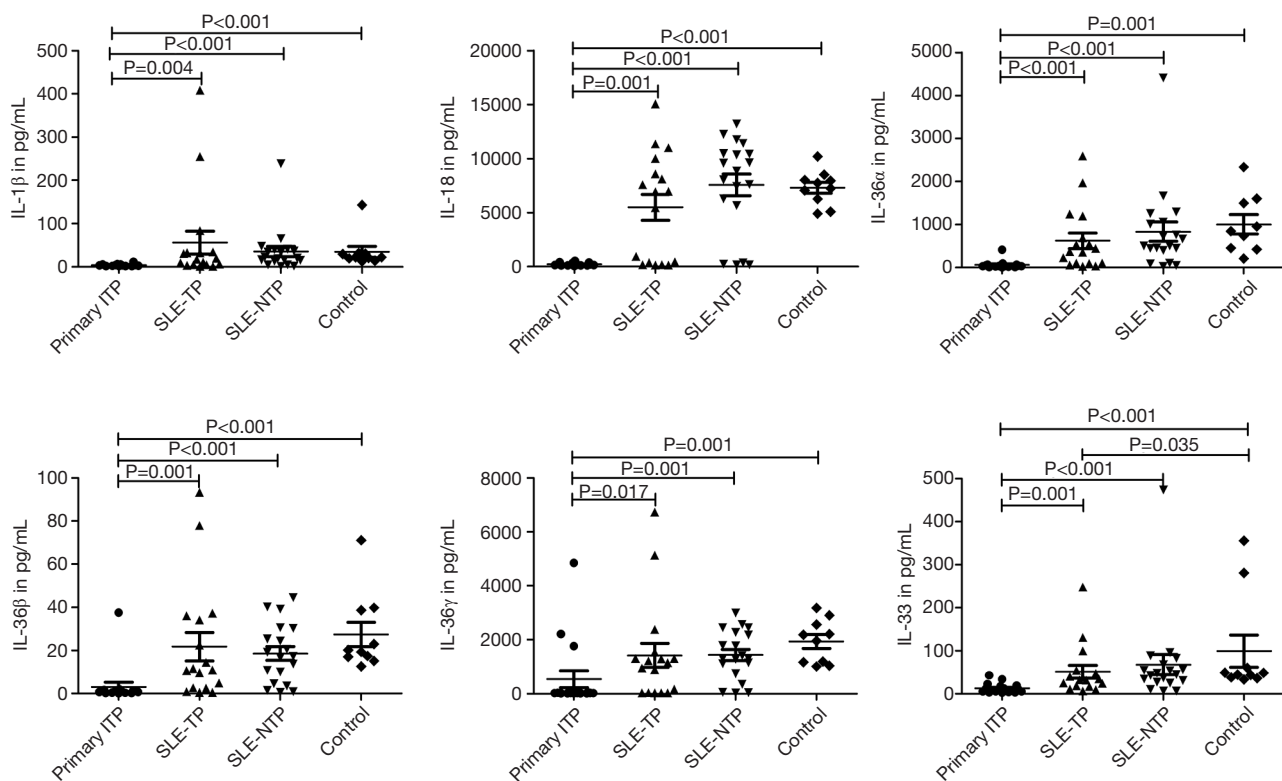 P<0.001
P<0.001
P=0.004
500
400
300
200
100
0
IL-1β in pg/mL
Primary ITP
SLE-TP
SLE-NTP
Control
P<0.001
P<0.001
P=0.001
20000
15000
10000
5000
0
IL-18 in pg/mL
Primary ITP
SLE-TP
SLE-NTP
Control
P=0.001
P<0.001
P<0.001
5000
4000
3000
2000
1000
0
IL-36α in pg/mL
Primary ITP
SLE-TP
SLE-NTP
Control
P<0.001
P<0.001
P=0.001
100
80
60
40
20
0
IL-36β in pg/mL
Primary ITP
SLE-TP
SLE-NTP
Control
P=0.001
P=0.001
P=0.017
8000
6000
4000
2000
0
IL-36γ in pg/mL
Primary ITP
SLE-TP
SLE-NTP
Control
P<0.001
P=0.035
P<0.001
P=0.001
500
400
300
200
100
0
IL-33 in pg/mL
Primary ITP
SLE-TP
SLE-NTP
Control